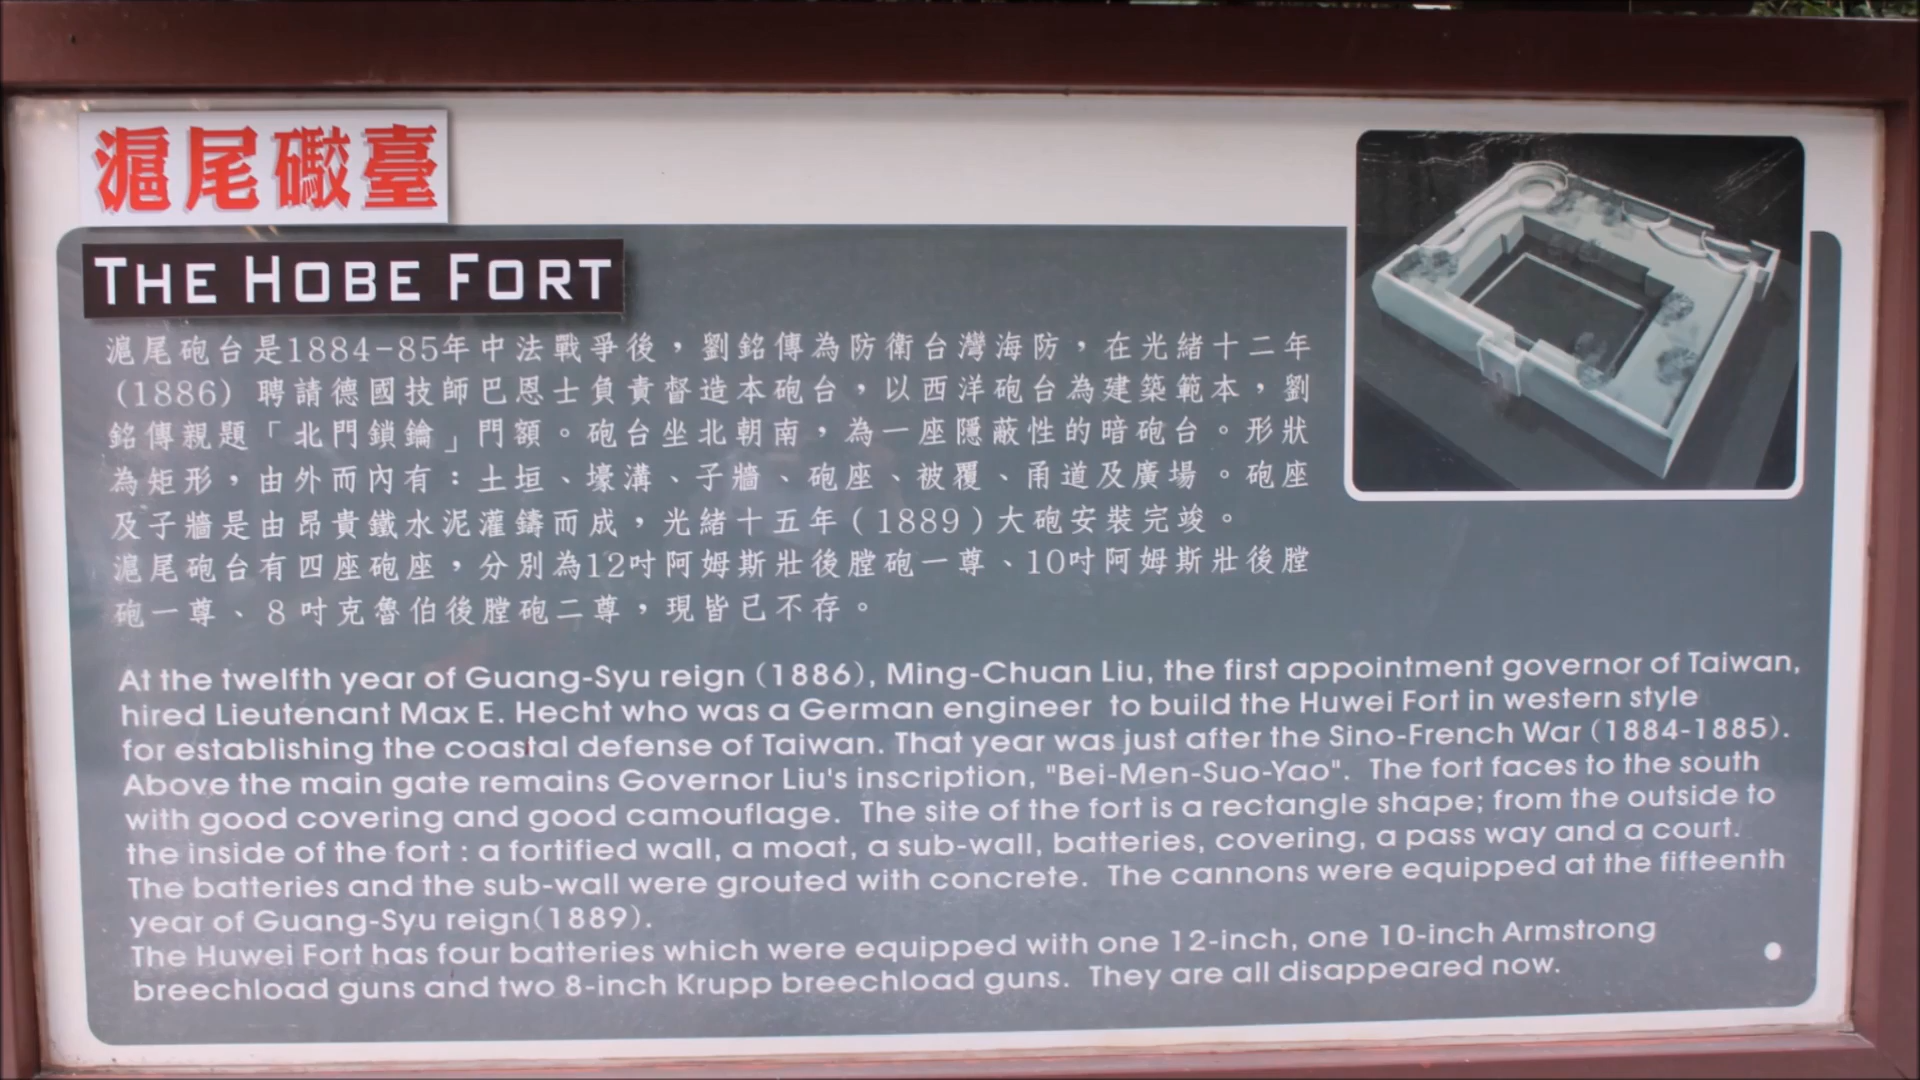 滬尾礮臺
THE HOBE FORT
滬尾砲台是1884-85年中法戰爭後，劉銘傳為防衛台灣海防，在光緒十二年
(1886) 聘請德國技師巴恩士負責督造本砲台，以西洋砲台為建築範本，劉
銘傳親題「北門鎖鑰」門額。砲台坐北朝南，為一座隱蔽性的暗砲台。形狀
為矩形，由外而內有：土垣、壕溝、子牆、砲座、被覆、甬道及廣場。砲座
及子牆是由昂貴鐵水泥灌鑄而成，光緒十五年（1889）大砲安裝完竣。
滬尾砲台有四座砲座，分別為12吋阿姆斯壯後膛砲一尊、10吋阿姆斯壯後膛
砲一尊、8吋克魯伯後膛砲二尊，現皆已不存。
At the twelfth year of Guang-Syu reign (1886), Ming-Chuan Liu, the first appointment governor of Taiwan,
hired Lieutenant Max E. Hecht who was a German engineer to build the Huwei Fort in western style
for establishing the coastal defense of Taiwan. That year was just after the Sino-French War (1884-1885).
Above the main gate remains Governor Liu's inscription, "Bei-Men-Suo-Yao". The fort faces to the south
with good covering and good camouflage. The site of the fort is a rectangle shape; from the outside to
the inside of the fort : a fortified wall, a moat, a sub-wall, batteries, covering, a pass way and a court.
The batteries and the sub-wall were grouted with concrete. The cannons were equipped at the fifteenth
year of Guang-Syu reign(1889).
The Huwei Fort has four batteries which were equipped with one 12-inch, one 10-inch Armstrong
breechload guns and two 8-inch Krupp breechload guns. They are all disappeared now.